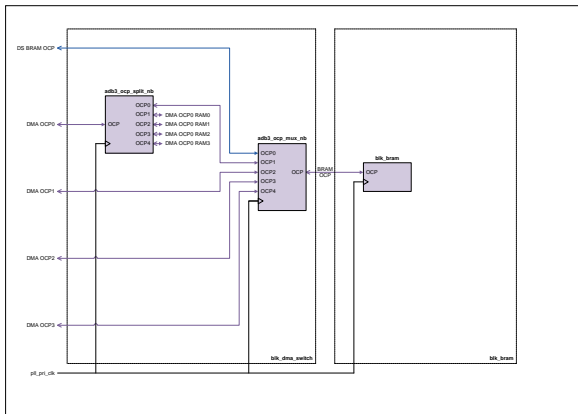 DS BRAM OCP
adb3_ocp_split_nb
OCP0
OCP1
DMA OCP0 RAM0
DMA OCP0
OCP
OCP2
DMA OCP0 RAM1
OCP3
DMA OCP0 RAM2
OCP4
DMA OCP0 RAM3
adb3_ocp_mux_nb
OCP0
OCP1
OCP2
OCP
OCP3
OCP4
BRAM
OCP
blk_bram
OCP
DMA OCP1
DMA OCP2
DMA OCP3
blk_dma_switch
blk_bram
pll_pri_clk